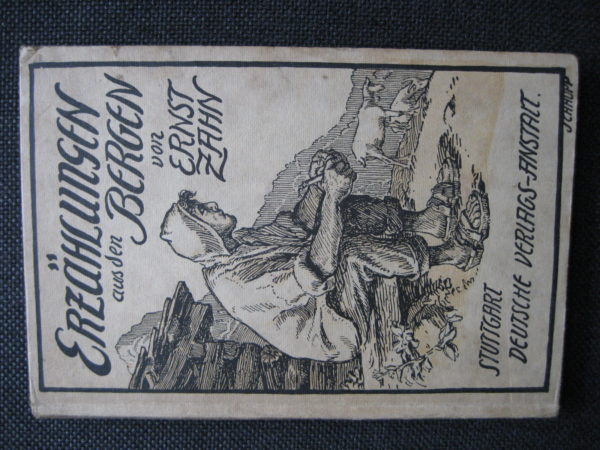 ERZÄHLUNGEN
aus den
BERGEN
von
ERNST
ZAHN
STUTTGART
DEUTSCHE VERLAGS-ANSTALT.